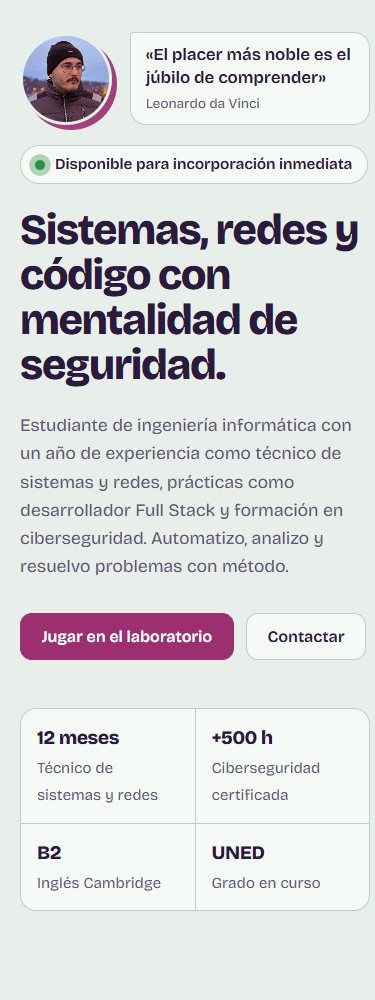 «El placer más noble es el
júbilo de comprender»
Leonardo da Vinci
Disponible para incorporación inmediata
Sistemas, redes y
código con
mentalidad de
seguridad.
Estudiante de ingeniería informática con
un año de experiencia como técnico de
sistemas y redes, prácticas como
desarrollador Full Stack y formación en
ciberseguridad. Automatizo, analizo y
resuelvo problemas con método.
Jugar en el laboratorio
Contactar
12 meses
Técnico de
sistemas y redes
+500 h
Ciberseguridad
certificada
B2
Inglés Cambridge
UNED
Grado en curso